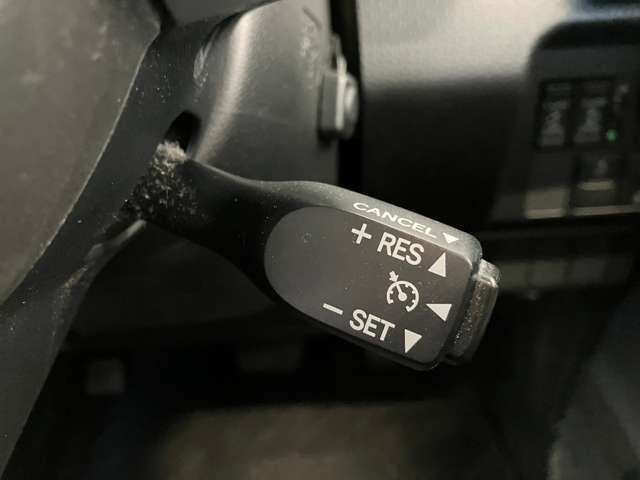 CANCEL ▼
+ RES ▲
◀
− SET ▼